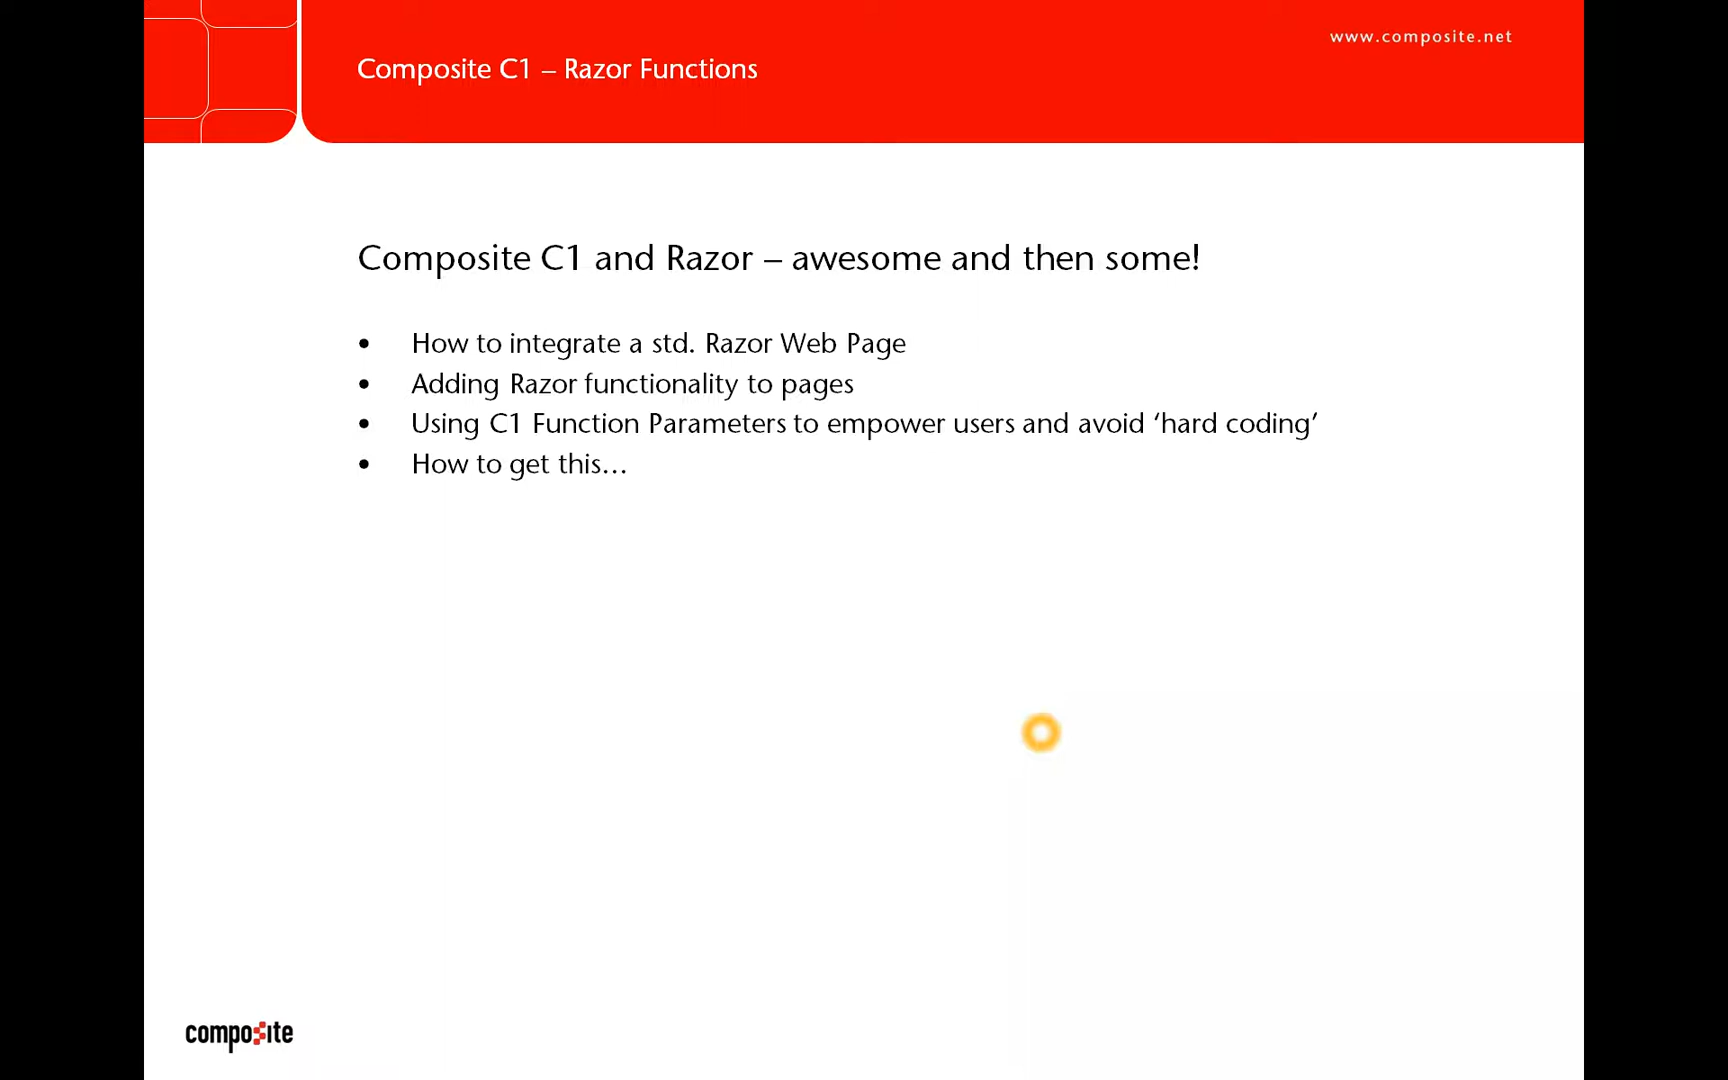 www.composite.net
Composite C1 – Razor Functions
Composite C1 and Razor – awesome and then some!
• How to integrate a std. Razor Web Page
• Adding Razor functionality to pages
• Using C1 Function Parameters to empower users and avoid ‘hard coding’
• How to get this…
composite